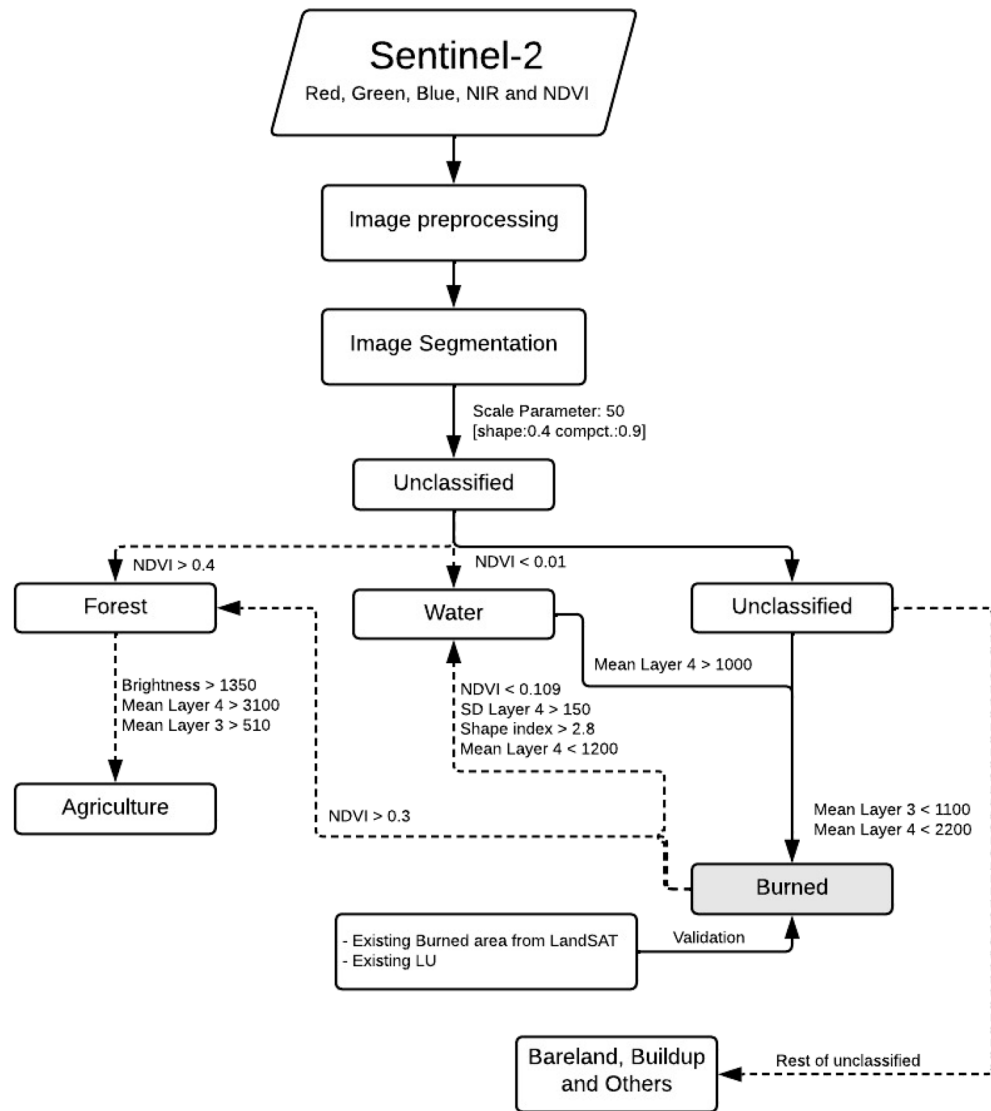 Sentinel-2
Red, Green, Blue, NIR and NDVI
Image preprocessing
Image Segmentation
Scale Parameter: 50
[shape:0.4 compct.:0.9]
Unclassified
NDVI > 0.4
NDVI < 0.01
Forest
Water
Unclassified
Mean Layer 4 > 1000
Brightness > 1350
Mean Layer 4 > 3100
Mean Layer 3 > 510
NDVI < 0.109
SD Layer 4 > 150
Shape index > 2.8
Mean Layer 4 < 1200
Agriculture
NDVI > 0.3
Mean Layer 3 < 1100
Mean Layer 4 < 2200
Burned
- Existing Burned area from LandSAT
- Existing LU
Validation
Bareland, Buildup
and Others
Rest of unclassified